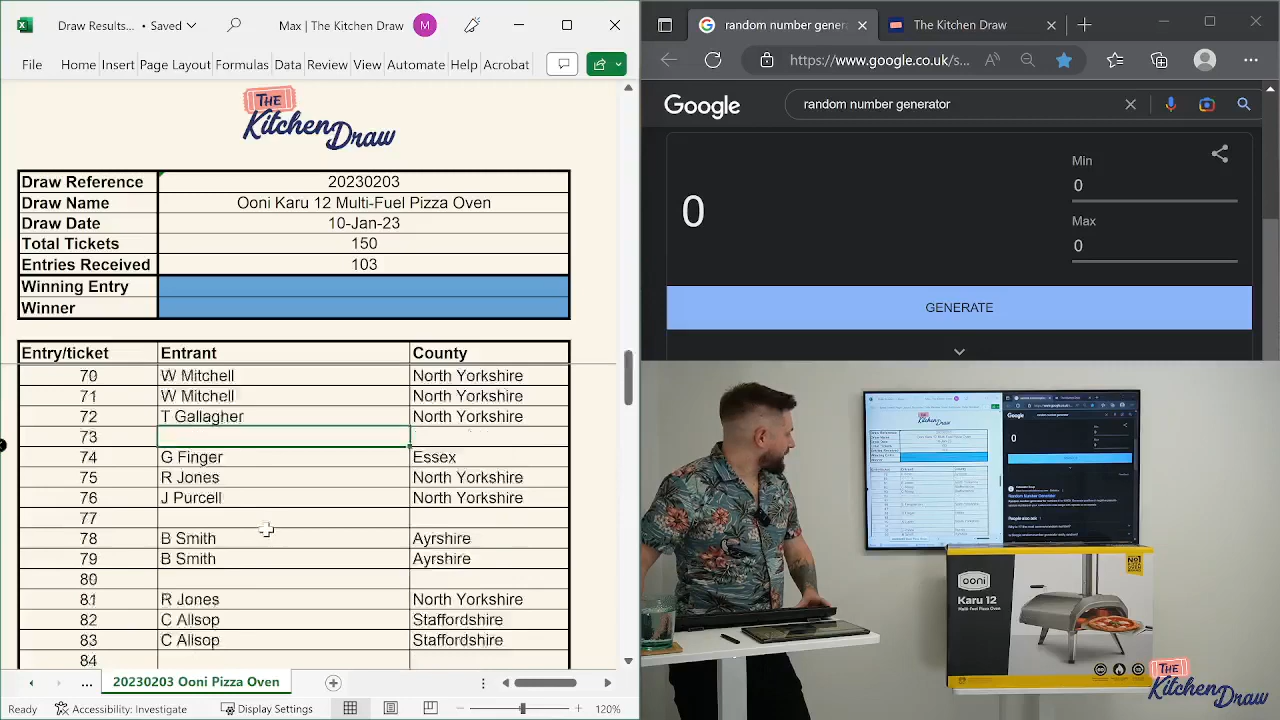 Draw Results... • Saved
Max | The Kitchen Draw
M
File Home Insert Page Layout Formulas Data Review View Automate Help Acrobat
THE
Kitchen Draw
Draw Reference 20230203
Draw Name Ooni Karu 12 Multi-Fuel Pizza Oven
Draw Date 10-Jan-23
Total Tickets 150
Entries Received 103
Winning Entry
Winner
Entry/ticket Entrant County
70 W Mitchell North Yorkshire
71 W Mitchell North Yorkshire
72 T Gallagher North Yorkshire
73
74 G Finger Essex
75 R Jones North Yorkshire
76 J Purcell North Yorkshire
77
78 B Smith Ayrshire
79 B Smith Ayrshire
80
81 R Jones North Yorkshire
82 C Allsop Staffordshire
83 C Allsop Staffordshire
84
... 20230203 Ooni Pizza Oven
Ready Accessibility: Investigate Display Settings 120%
random number genera
The Kitchen Draw
https://www.google.co.uk/s...
Google
random number generator
0
Min
0
Max
0
GENERATE
Google
0
People also ask
ooni
Karu 12
Multi-Fuel Pizza Oven
THE
Kitchen Draw